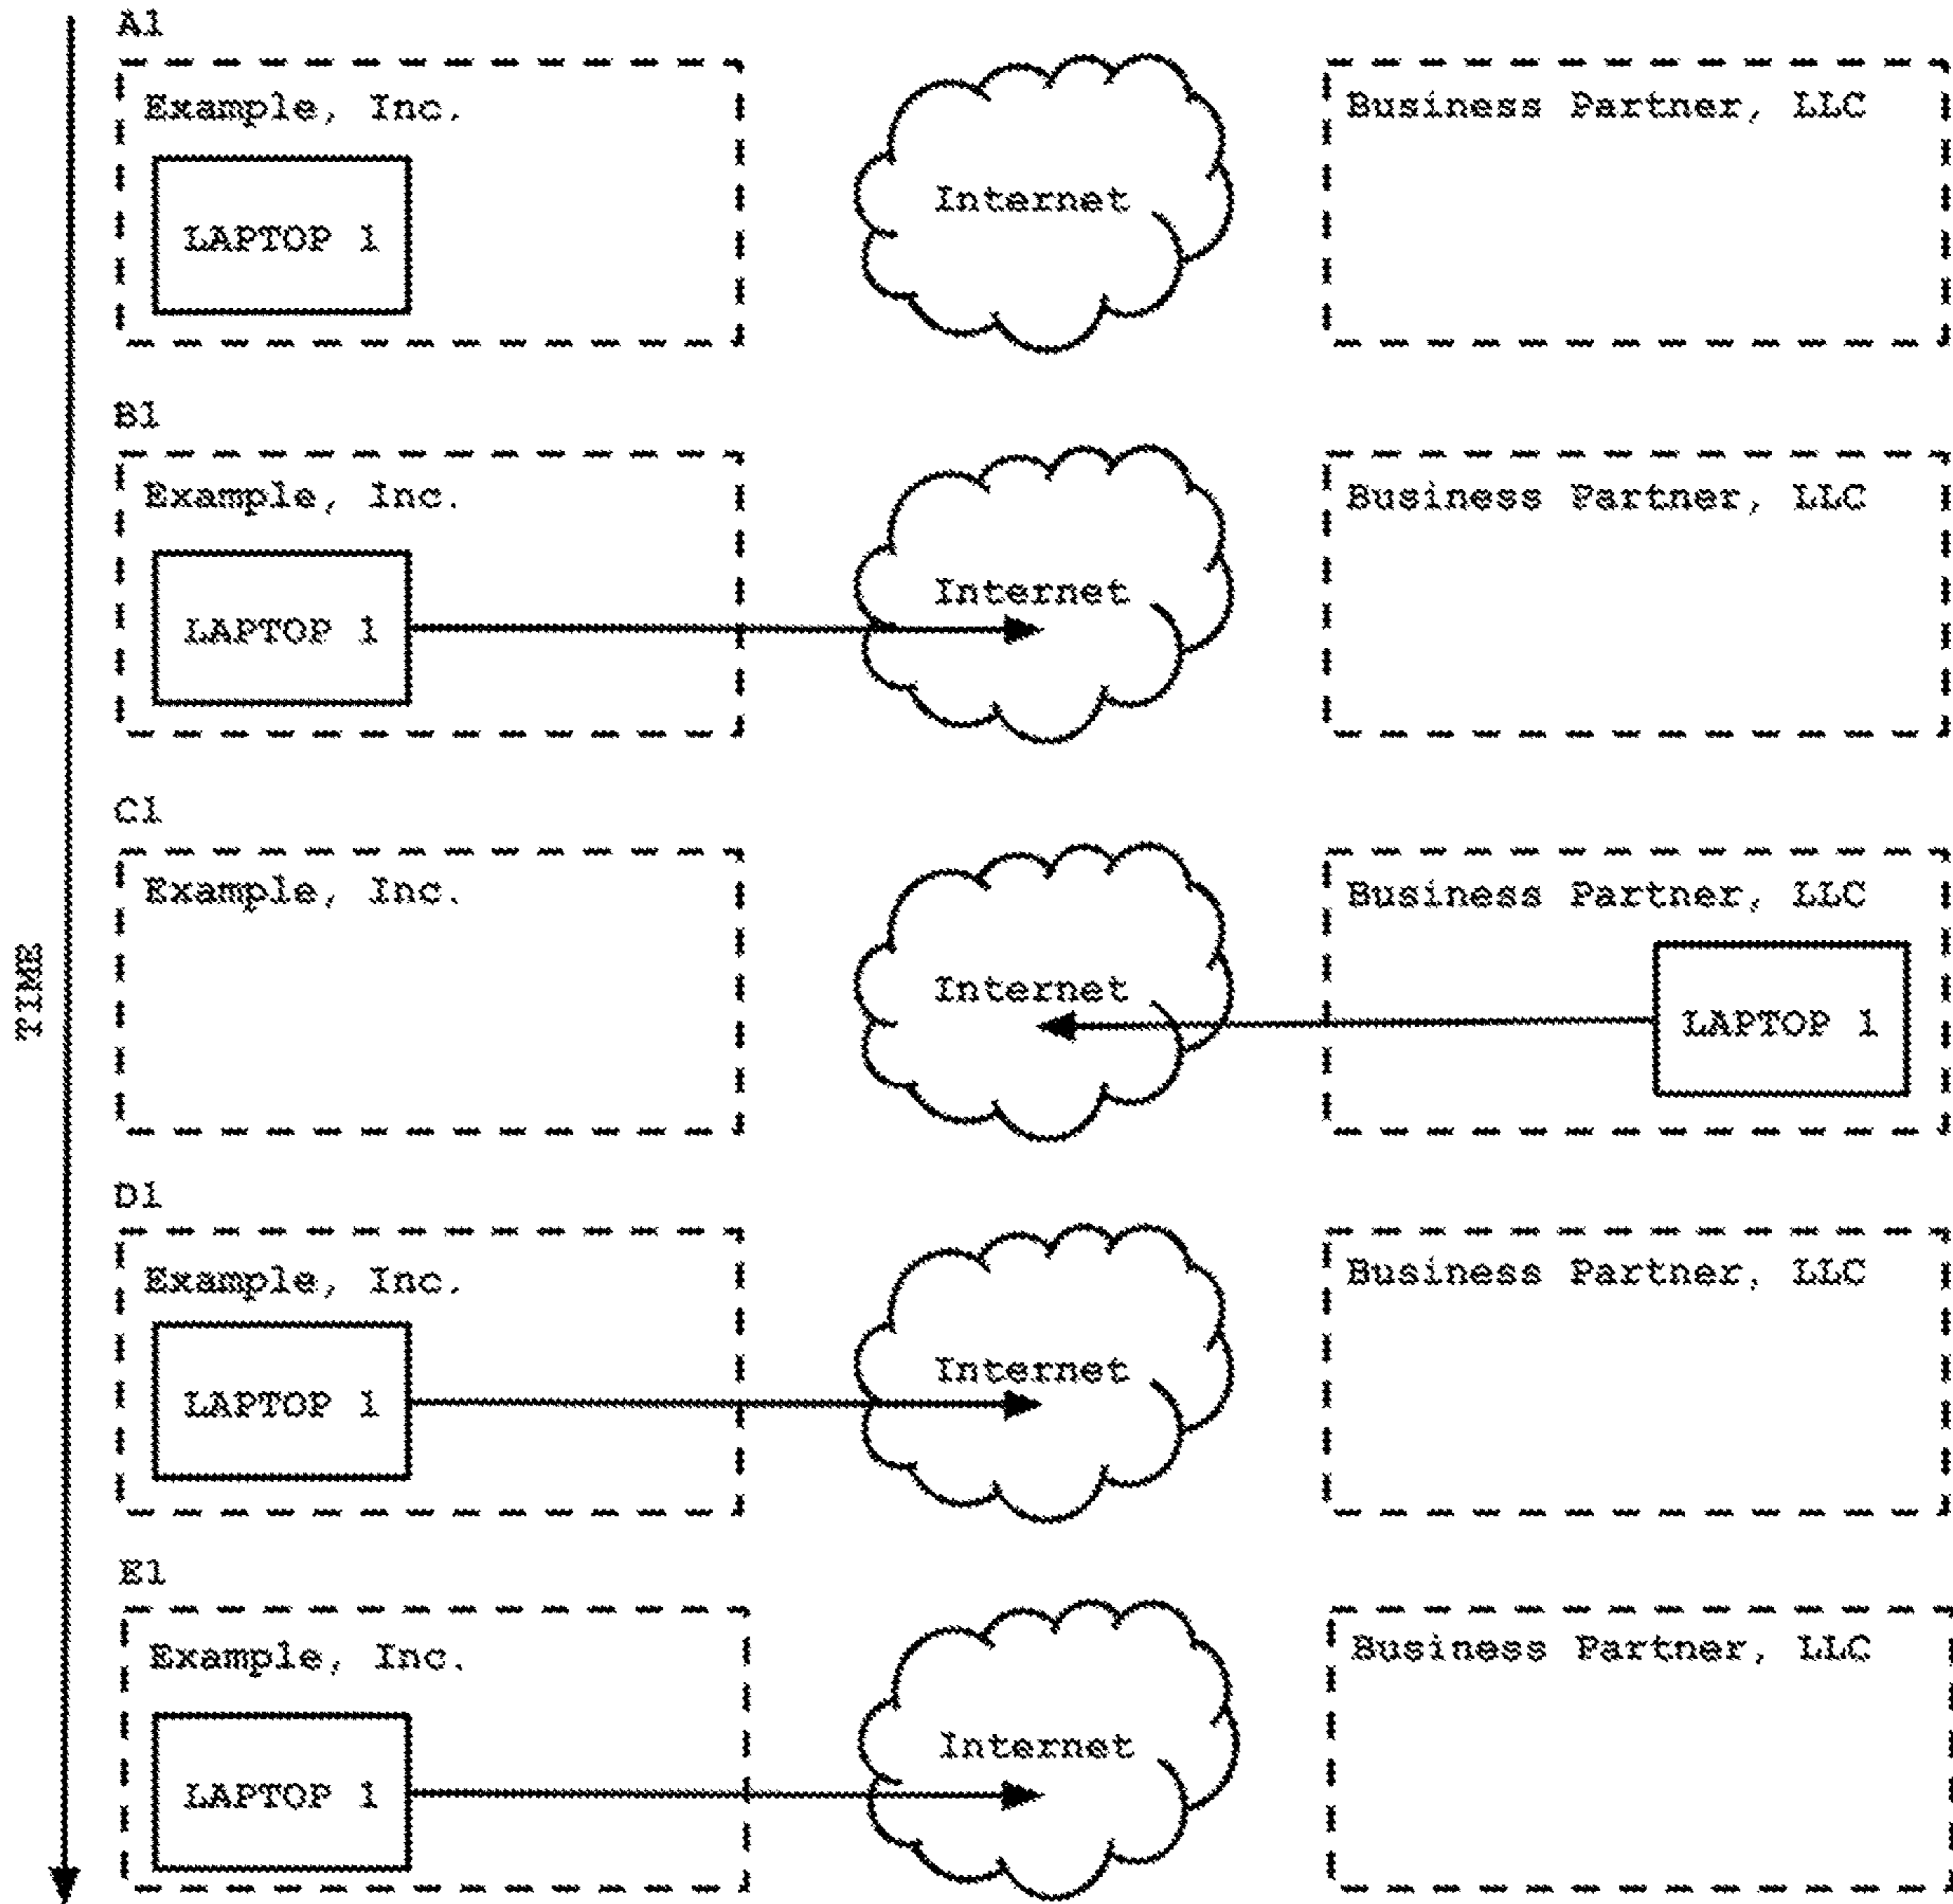 A1
Example, Inc.
Business Partner, LLC
Internet
LAPTOP 1
B1
Example, Inc.
Business Partner, LLC
Internet
LAPTOP 1
C1
Example, Inc.
Business Partner, LLC
Internet
LAPTOP 1
TIME
D1
Example, Inc.
Business Partner, LLC
Internet
LAPTOP 1
E1
Example, Inc.
Business Partner, LLC
Internet
LAPTOP 1